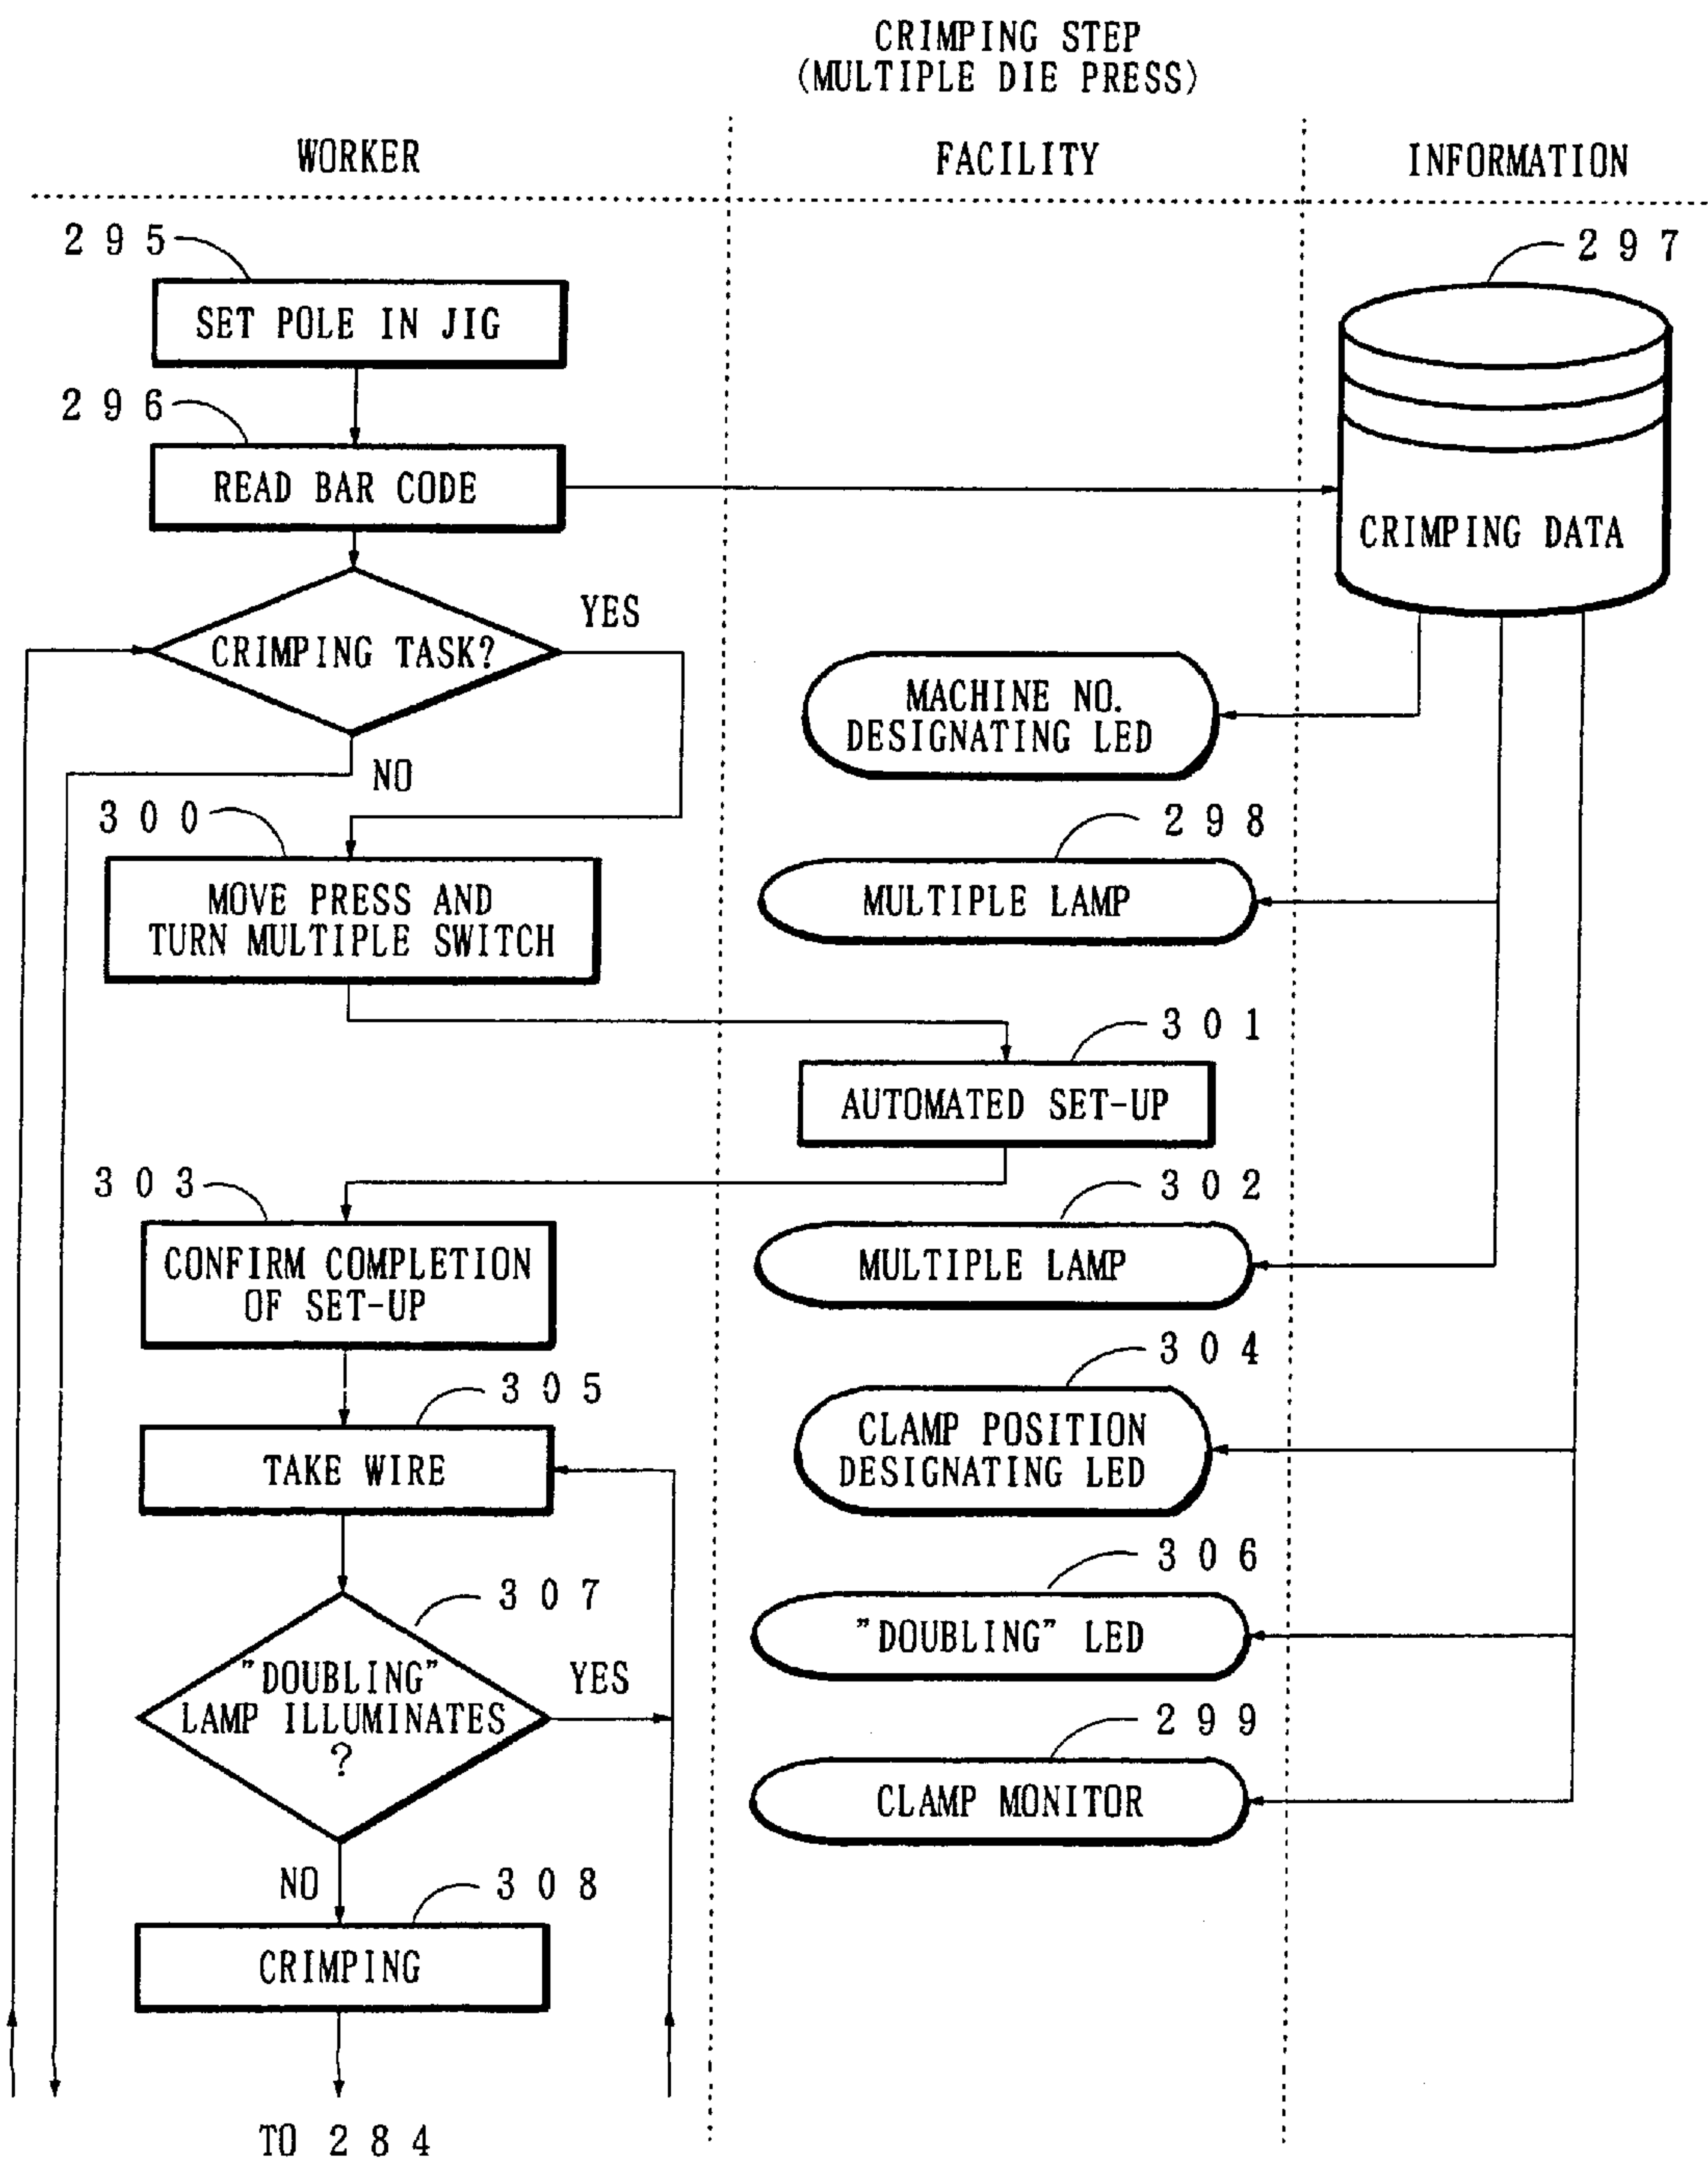 CRIMPING STEP
(MULTIPLE DIE PRESS)
WORKER
FACILITY
INFORMATION
2 9 5
SET POLE IN JIG
2 9 6
READ BAR CODE
2 9 7
CRIMPING DATA
CRIMPING TASK?
YES
NO
MACHINE NO.
DESIGNATING LED
3 0 0
MOVE PRESS AND
TURN MULTIPLE SWITCH
2 9 8
MULTIPLE LAMP
3 0 1
AUTOMATED SET-UP
3 0 3
CONFIRM COMPLETION
OF SET-UP
3 0 2
MULTIPLE LAMP
3 0 5
TAKE WIRE
3 0 4
CLAMP POSITION
DESIGNATING LED
3 0 7
"DOUBLING"
LAMP ILLUMINATES
?
YES
NO
3 0 6
"DOUBLING" LED
2 9 9
CLAMP MONITOR
3 0 8
CRIMPING
TO 2 8 4